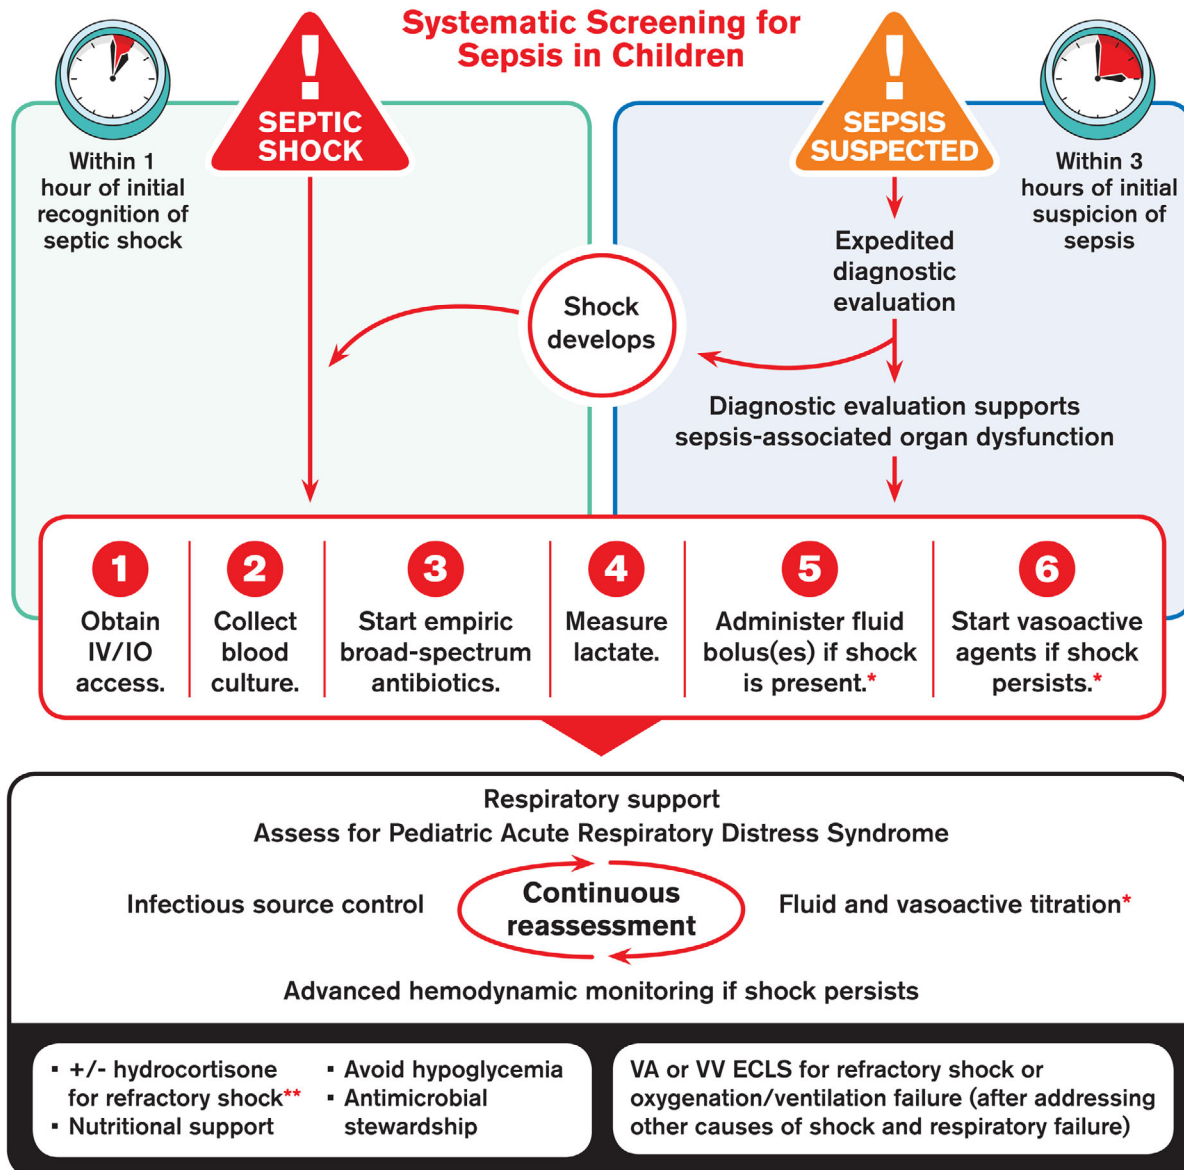 Systematic Screening for
Sepsis in Children
!
SEPTIC
SHOCK
!
SEPSIS
SUSPECTED
Within 1
hour of initial
recognition of
septic shock
Within 3
hours of initial
suspicion of
sepsis
Expedited
diagnostic
evaluation
Shock
develops
Diagnostic evaluation supports
sepsis-associated organ dysfunction
1
Obtain
IV/IO
access.
2
Collect
blood
culture.
3
Start empiric
broad-spectrum
antibiotics.
4
Measure
lactate.
5
Administer fluid
bolus(es) if shock
is present.*
6
Start vasoactive
agents if shock
persists.*
Respiratory support
Assess for Pediatric Acute Respiratory Distress Syndrome
Infectious source control
Continuous
reassessment
Fluid and vasoactive titration*
Advanced hemodynamic monitoring if shock persists
▪ +/- hydrocortisone
for refractory shock**
▪ Nutritional support
▪ Avoid hypoglycemia
▪ Antimicrobial
stewardship
VA or VV ECLS for refractory shock or
oxygenation/ventilation failure (after addressing
other causes of shock and respiratory failure)